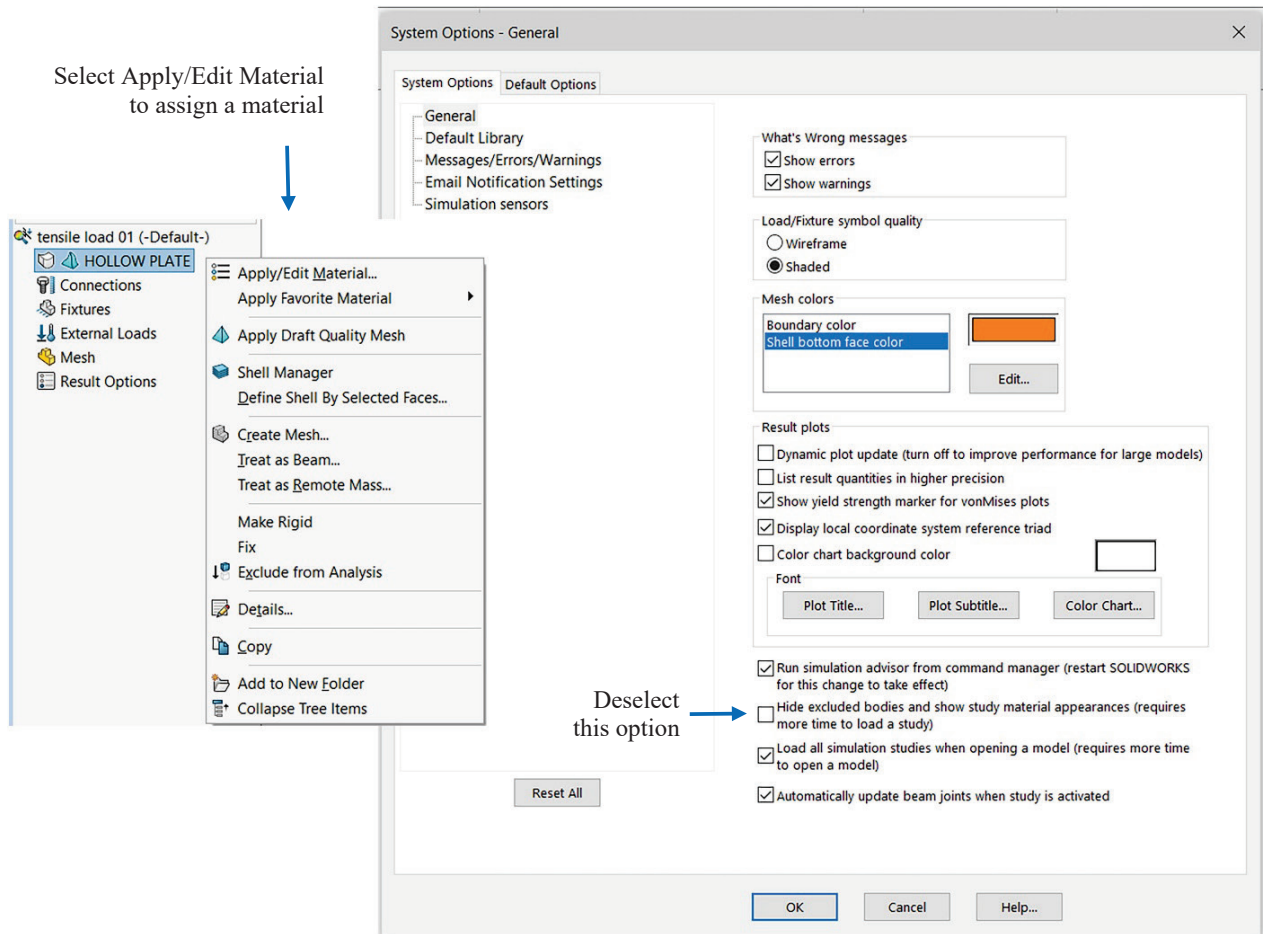 Select Apply/Edit Material
to assign a material
tensile load 01 (-Default-)
HOLLOW PLATE
Connections
Fixtures
External Loads
Mesh
Result Options
Apply/Edit Material...
Apply Favorite Material
Apply Draft Quality Mesh
Shell Manager
Define Shell By Selected Faces...
Create Mesh...
Treat as Beam...
Treat as Remote Mass...
Make Rigid
Fix
Exclude from Analysis
Details...
Copy
Add to New Folder
Collapse Tree Items
System Options - General
System Options
Default Options
General
Default Library
Messages/Errors/Warnings
Email Notification Settings
Simulation sensors
Reset All
What's Wrong messages
Show errors
Show warnings
Load/Fixture symbol quality
Wireframe
Shaded
Mesh colors
Boundary color
Shell bottom face color
Edit...
Result plots
Dynamic plot update (turn off to improve performance for large models)
List result quantities in higher precision
Show yield strength marker for vonMises plots
Display local coordinate system reference triad
Color chart background color
Font
Plot Title...
Plot Subtitle...
Color Chart...
Run simulation advisor from command manager (restart SOLIDWORKS
for this change to take effect)
Deselect
this option
Hide excluded bodies and show study material appearances (requires
more time to load a study)
Load all simulation studies when opening a model (requires more time
to open a model)
Automatically update beam joints when study is activated
OK
Cancel
Help...